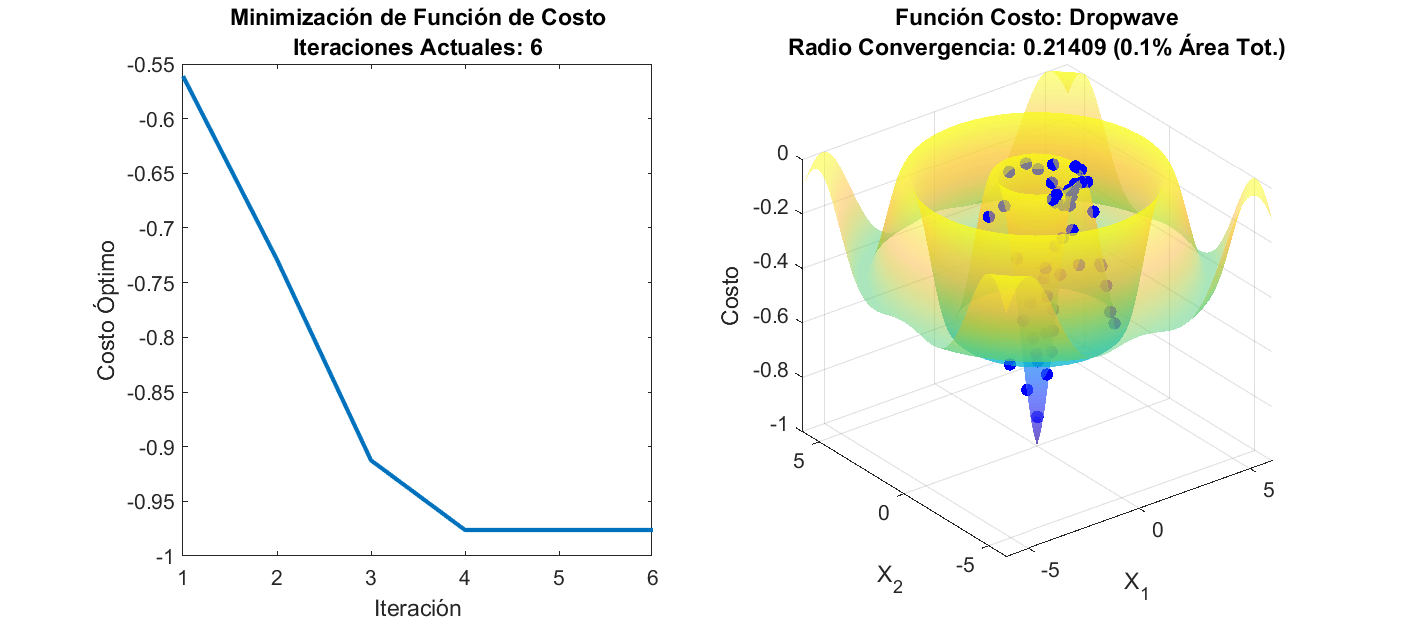 Minimización de Función de Costo
Iteraciones Actuales: 6
-0.55
-0.6
-0.65
-0.7
-0.75
-0.8
-0.85
-0.9
-0.95
-1
Costo Óptimo
1 2 3 4 5 6
Iteración
Función Costo: Dropwave
Radio Convergencia: 0.21409 (0.1% Área Tot.)
0
-0.2
-0.4
-0.6
-0.8
-1
Costo
5
0
-5
X_2
-5
0
5
X_1